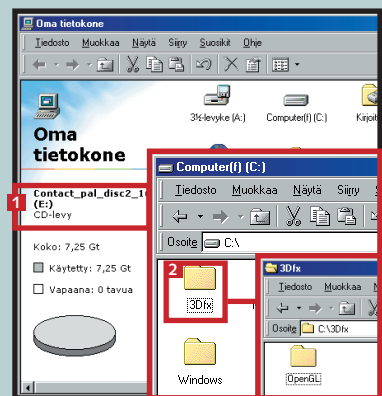 Oma tietokone
Tiedosto Muokkaa Näytä Siirry Suosikit Ohje
3½-levyke (A:) Computer(f) (C:)
Oma
tietokone
1
Contact_pal_disc2_1
(E:)
CD-levy
Koko: 7,25 Gt
Käytetty: 7,25 Gt
Vapaana: 0 tavua
Computer(f) (C:)
Tiedosto Muokkaa Näytä Siirry
Osoite C:\
2
3Dfx
Windows
3Dfx
Tiedosto Muokkaa
Osoite C:\3Dfx
OpenGL